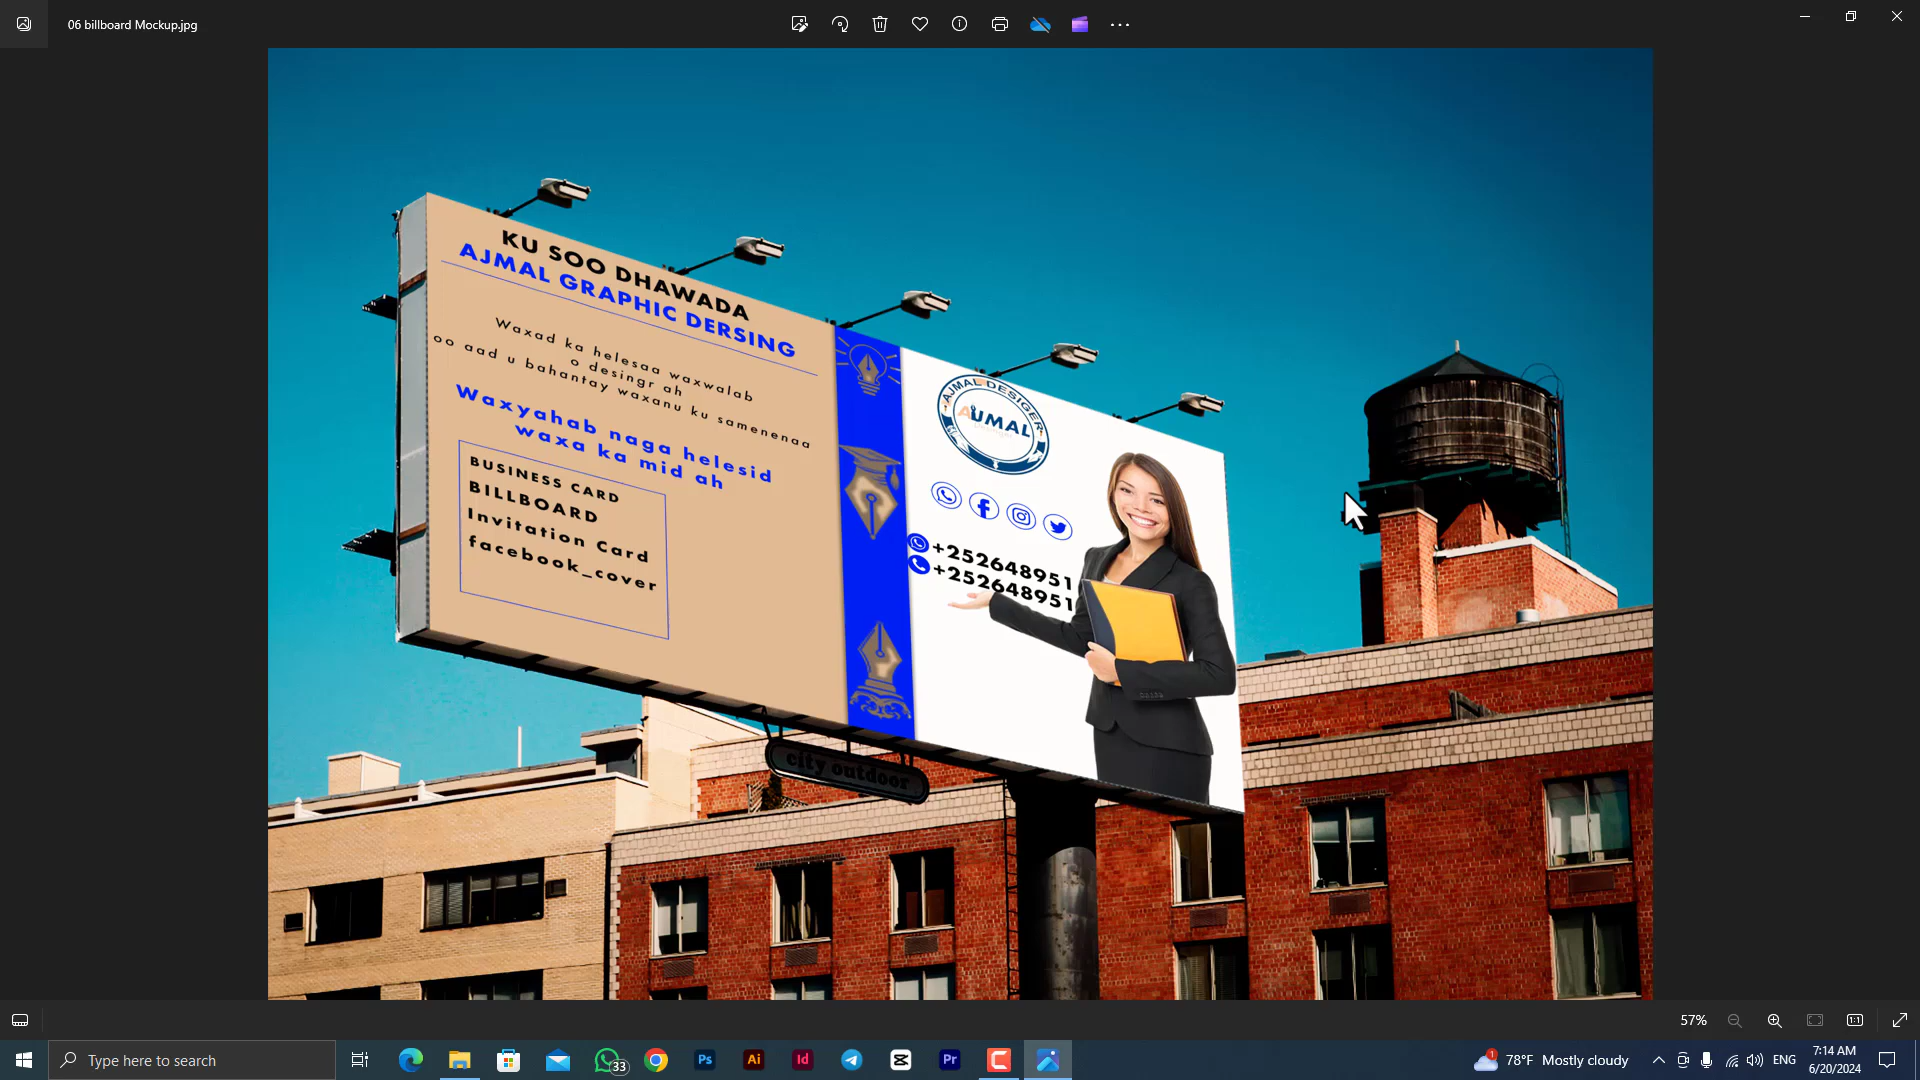 06 billboard Mockup.jpg
KU SOO DHAWADA
AJMAL GRAPHIC DERSING
Waxad ka helesaa waxwalab
o desingr ah
oo aad u bahantay waxanu ku samenenaa
Waxyahab naga helesid
waxa ka mid ah
BUSINESS CARD
BILLBOARD
Invitation Card
facebook_cover
AJMAL DESIGER
AUMAL
+252648951
+252648951
city outdoor
57%
Type here to search
33
Ps
Ai
Id
Pr
1
78°F Mostly cloudy
ENG
7:14 AM
6/20/2024